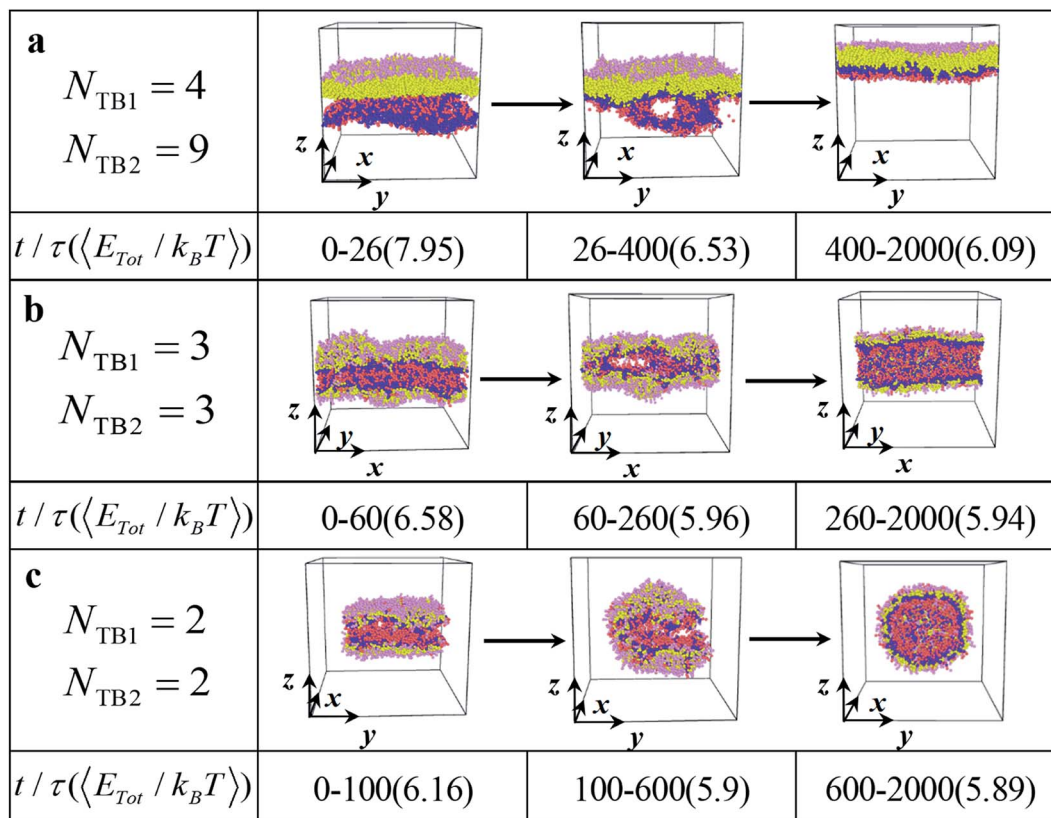 a
N_TB1 = 4
N_TB2 = 9
z
x
y
z
x
y
z
x
y
t / τ(⟨E_Tot / k_B T⟩)
0-26(7.95)
26-400(6.53)
400-2000(6.09)
b
N_TB1 = 3
N_TB2 = 3
z
y
x
z
y
x
z
y
x
t / τ(⟨E_Tot / k_B T⟩)
0-60(6.58)
60-260(5.96)
260-2000(5.94)
c
N_TB1 = 2
N_TB2 = 2
z
x
y
z
x
y
z
x
y
t / τ(⟨E_Tot / k_B T⟩)
0-100(6.16)
100-600(5.9)
600-2000(5.89)